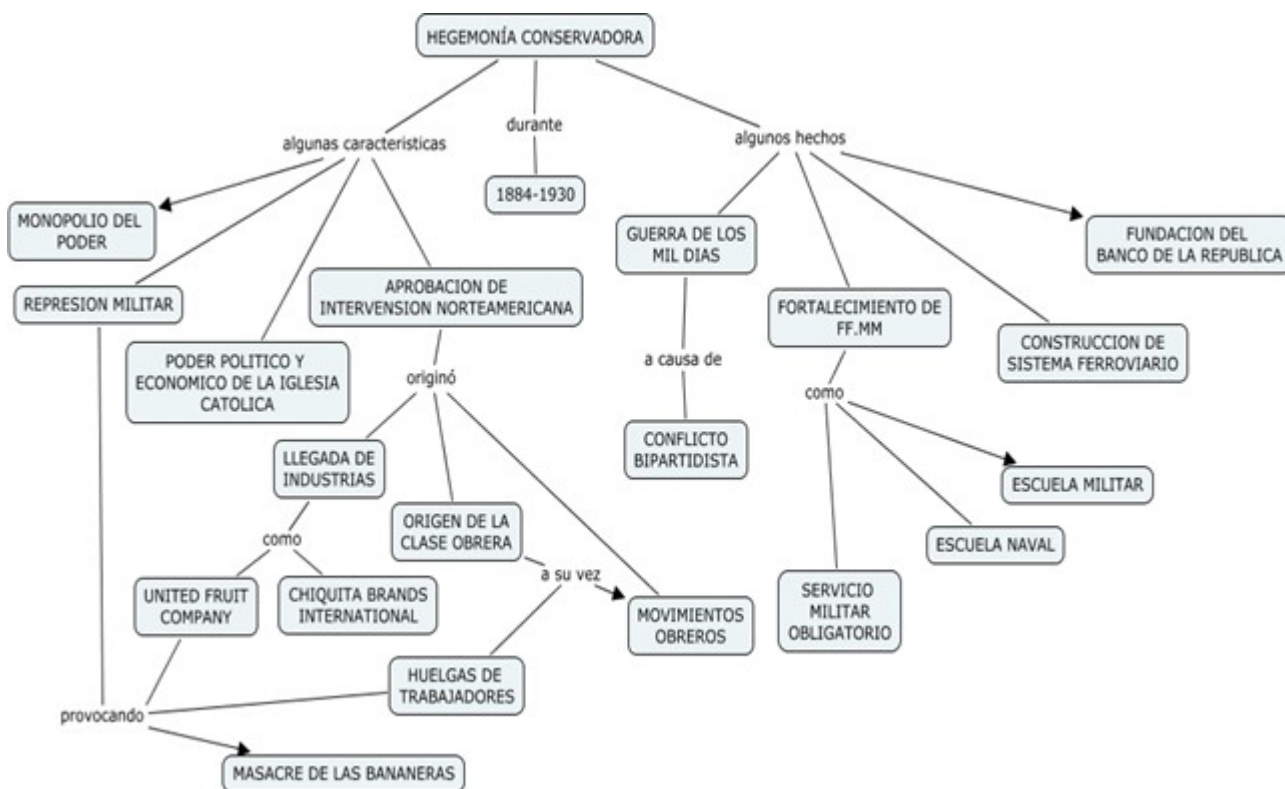 HEGEMONÍA CONSERVADORA
algunas caracteristicas
durante
algunos hechos
1884-1930
MONOPOLIO DEL
PODER
REPRESION MILITAR
PODER POLITICO Y
ECONOMICO DE LA IGLESIA
CATOLICA
APROBACION DE
INTERVENSION NORTEAMERICANA
originó
LLEGADA DE
INDUSTRIAS
como
UNITED FRUIT
COMPANY
CHIQUITA BRANDS
INTERNATIONAL
ORIGEN DE LA
CLASE OBRERA
a su vez
MOVIMIENTOS
OBREROS
HUELGAS DE
TRABAJADORES
provocando
MASACRE DE LAS BANANERAS
GUERRA DE LOS
MIL DIAS
a causa de
CONFLICTO
BIPARTIDISTA
FORTALECIMIENTO DE
FF.MM
como
SERVICIO
MILITAR
OBLIGATORIO
ESCUELA NAVAL
ESCUELA MILITAR
CONSTRUCCION DE
SISTEMA FERROVIARIO
FUNDACION DEL
BANCO DE LA REPUBLICA